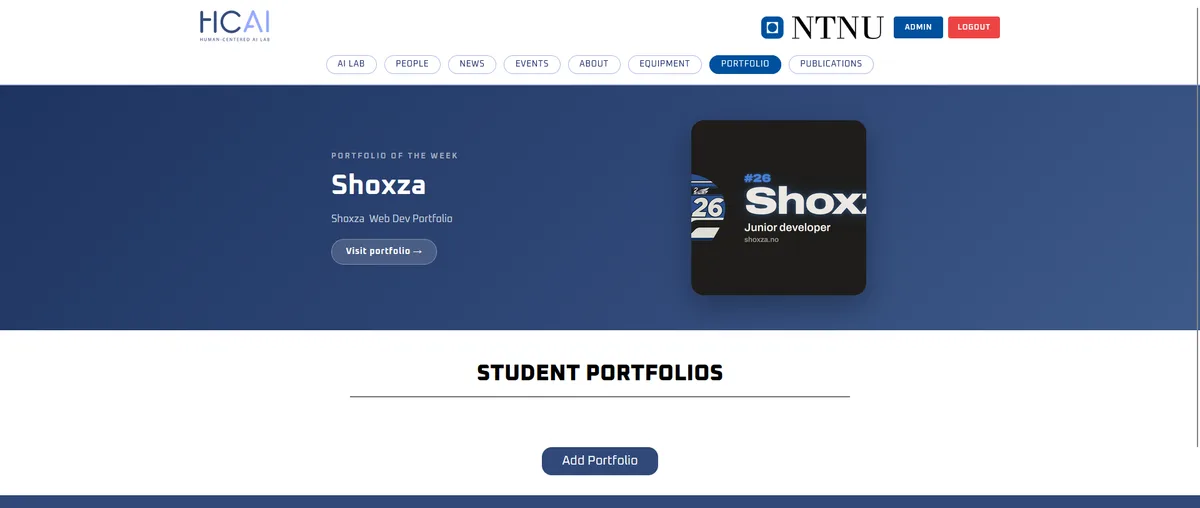 HCAI
HUMAN-CENTERED AI LAB
NTNU
ADMIN
LOGOUT
AI LAB
PEOPLE
NEWS
EVENTS
ABOUT
EQUIPMENT
PORTFOLIO
PUBLICATIONS
PORTFOLIO OF THE WEEK
Shoxza
Shoxza Web Dev Portfolio
Visit portfolio →
26
#26
Shoxz
Junior developer
shoxza.no
STUDENT PORTFOLIOS
Add Portfolio